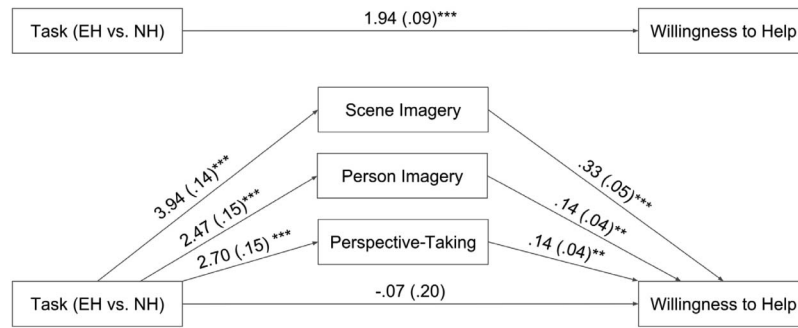 1.94 (.09)***
Task (EH vs. NH) Willingness to Help
Scene Imagery
3.94 (.14)***
.33 (.05)***
Person Imagery
2.47 (.15)***
.14 (.04)**
Perspective-Taking
2.70 (.15) ***
.14 (.04)**
-.07 (.20)
Task (EH vs. NH) Willingness to Help